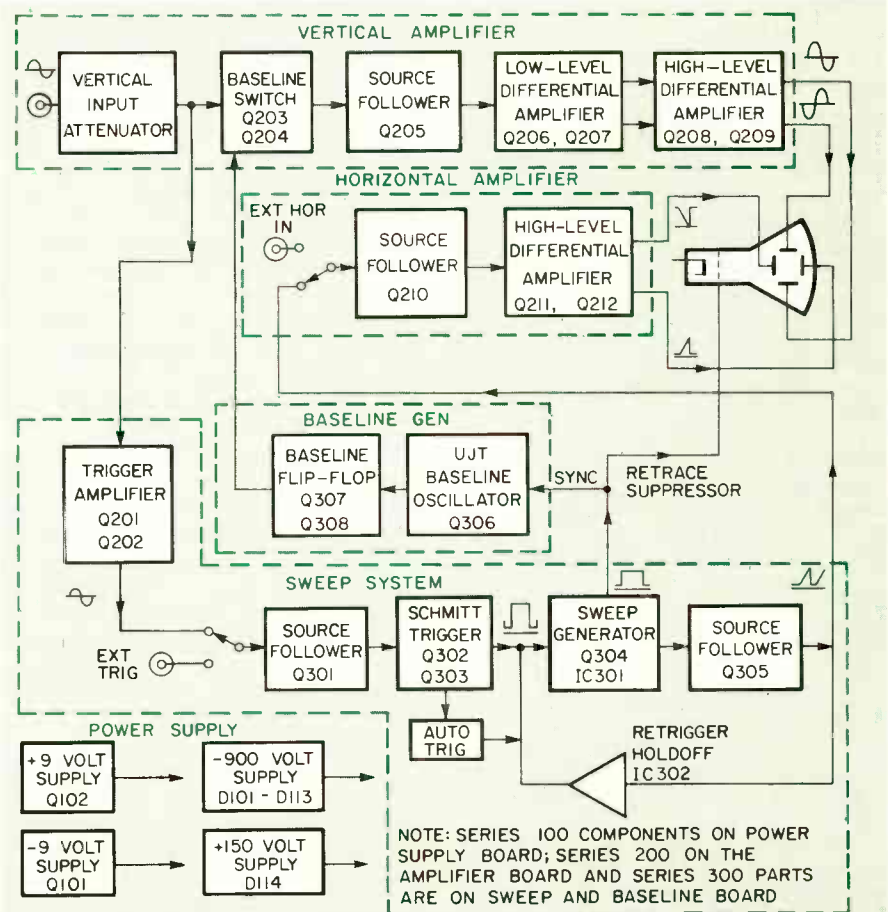 VERTICAL AMPLIFIER
VERTICAL
INPUT
ATTENUATOR
BASELINE
SWITCH
Q203
Q204
SOURCE
FOLLOWER
Q205
LOW-LEVEL
DIFFERENTIAL
AMPLIFIER
Q206, Q207
HIGH-LEVEL
DIFFERENTIAL
AMPLIFIER
Q208, Q209
HORIZONTAL AMPLIFIER
EXT HOR
IN
SOURCE
FOLLOWER
Q210
HIGH-LEVEL
DIFFERENTIAL
AMPLIFIER
Q211, Q212
BASELINE GEN
BASELINE
FLIP-FLOP
Q307
Q308
UJT
BASELINE
OSCILLATOR
Q306
SYNC
RETRACE
SUPPRESSOR
TRIGGER
AMPLIFIER
Q201
Q202
SWEEP SYSTEM
EXT
TRIG
SOURCE
FOLLOWER
Q301
SCHMITT
TRIGGER
Q302
Q303
SWEEP
GENERATOR
Q304
IC301
SOURCE
FOLLOWER
Q305
AUTO
TRIG
RETRIGGER
HOLDOFF
IC302
POWER SUPPLY
+9 VOLT
SUPPLY
Q102
-900 VOLT
SUPPLY
D101-D113
-9 VOLT
SUPPLY
Q101
+150 VOLT
SUPPLY
D114
NOTE: SERIES 100 COMPONENTS ON POWER
SUPPLY BOARD; SERIES 200 ON THE
AMPLIFIER BOARD AND SERIES 300 PARTS
ARE ON SWEEP AND BASELINE BOARD